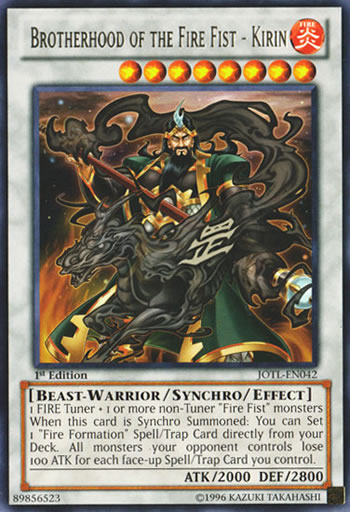 BROTHERHOOD OF THE FIRE FIST - KIRIN
FIRE
炎
1st Edition
JOTL-EN042
[BEAST-WARRIOR/SYNCHRO/EFFECT]
1 FIRE Tuner + 1 or more non-Tuner "Fire Fist" monsters
When this card is Synchro Summoned: You can Set
1 "Fire Formation" Spell/Trap Card directly from your
Deck. All monsters your opponent controls lose
100 ATK for each face-up Spell/Trap Card you control.
ATK/2000 DEF/2800
89856523
©1996 KAZUKI TAKAHASHI